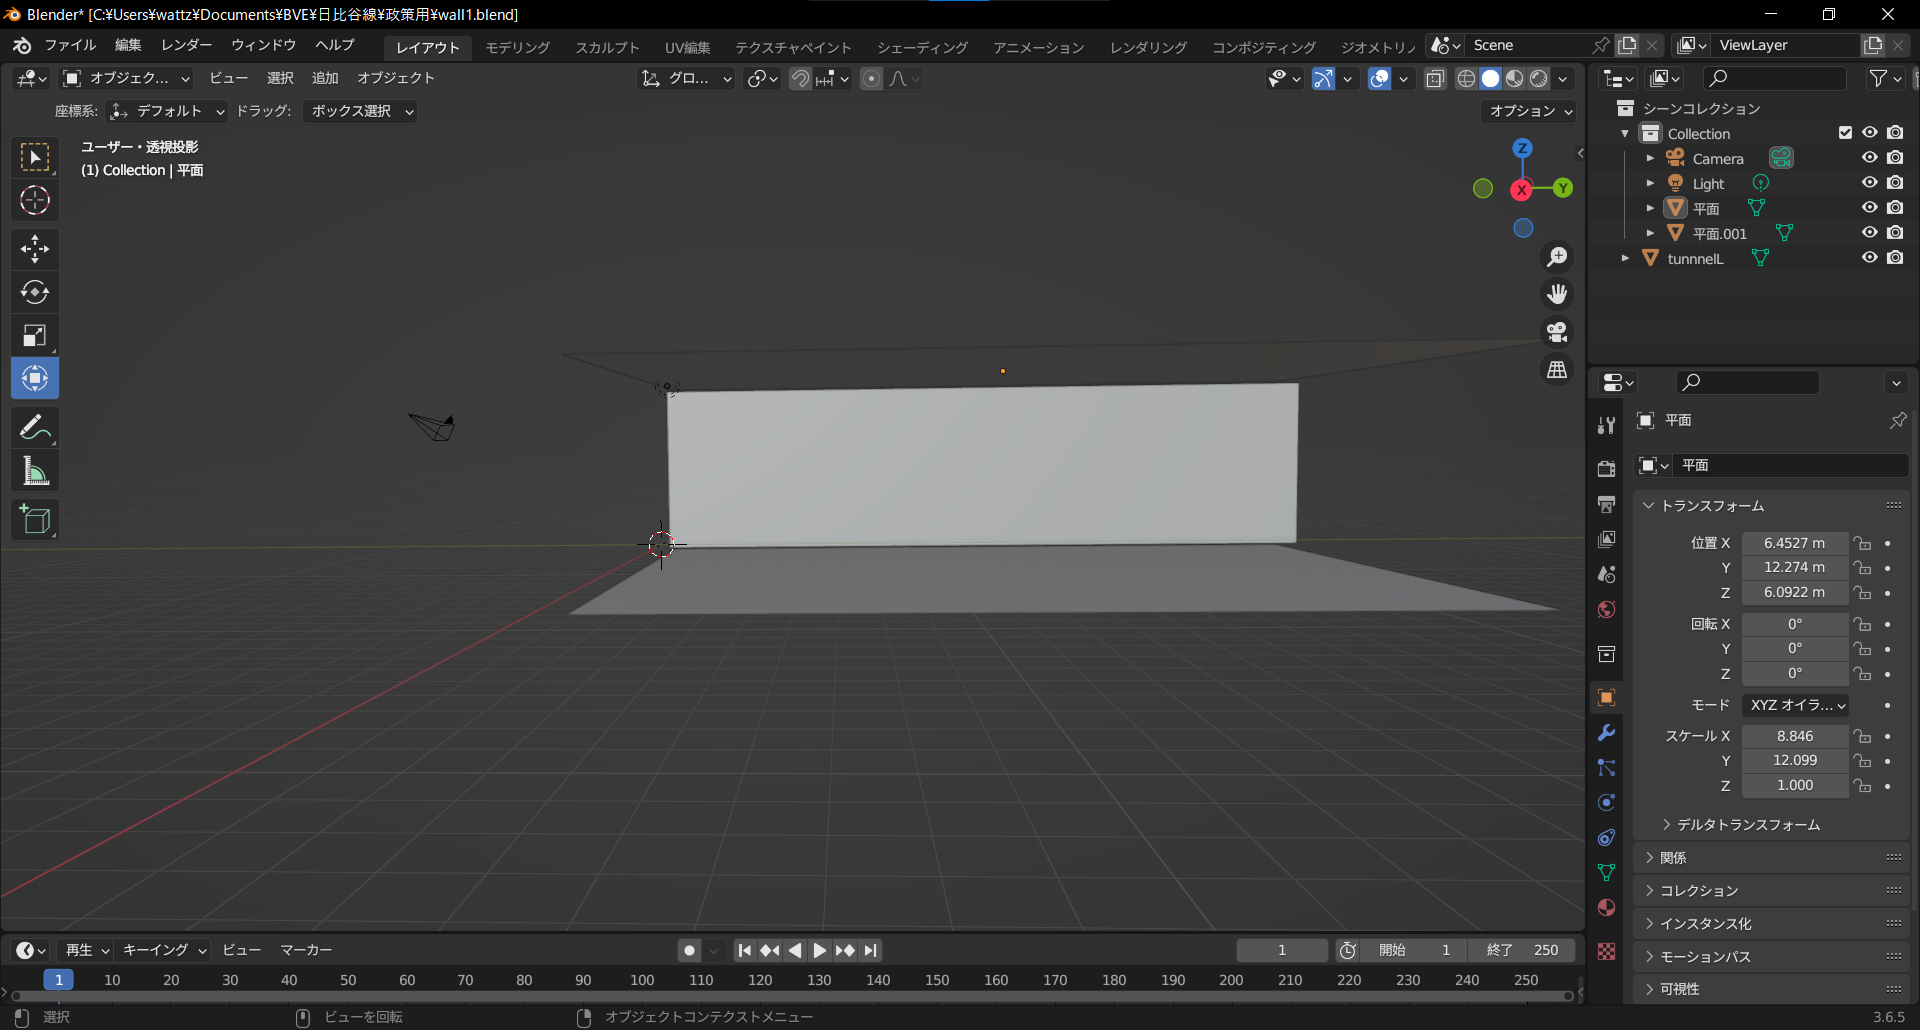 Blender* [C:¥Users¥wattz¥Documents¥BVE¥日比谷線¥政策用¥wall1.blend]
ファイル 編集 レンダー ウィンドウ ヘルプ レイアウト モデリング スカルプト UV編集 テクスチャペイント シェーディング アニメーション レンダリング コンポジティング ジオメトリノ Scene ViewLayer
オブジェク... ビュー 選択 追加 オブジェクト グロ...
座標系: デフォルト ドラッグ: ボックス選択 オプション
ユーザー・透視投影
(1) Collection | 平面
Z
X
Y
シーンコレクション
Collection
Camera
Light
平面
平面.001
tunnnelL
平面
平面
トランスフォーム
位置 X 6.4527 m
Y 12.274 m
Z 6.0922 m
回転 X 0°
Y 0°
Z 0°
モード XYZ オイラ...
スケール X 8.846
Y 12.099
Z 1.000
デルタトランスフォーム
関係
コレクション
インスタンス化
モーションパス
可視性
再生 キーイング ビュー マーカー 1 開始 1 終了 250
1 10 20 30 40 50 60 70 80 90 100 110 120 130 140 150 160 170 180 190 200 210 220 230 240 250
選択 ビューを回転 オブジェクトコンテクストメニュー 3.6.5